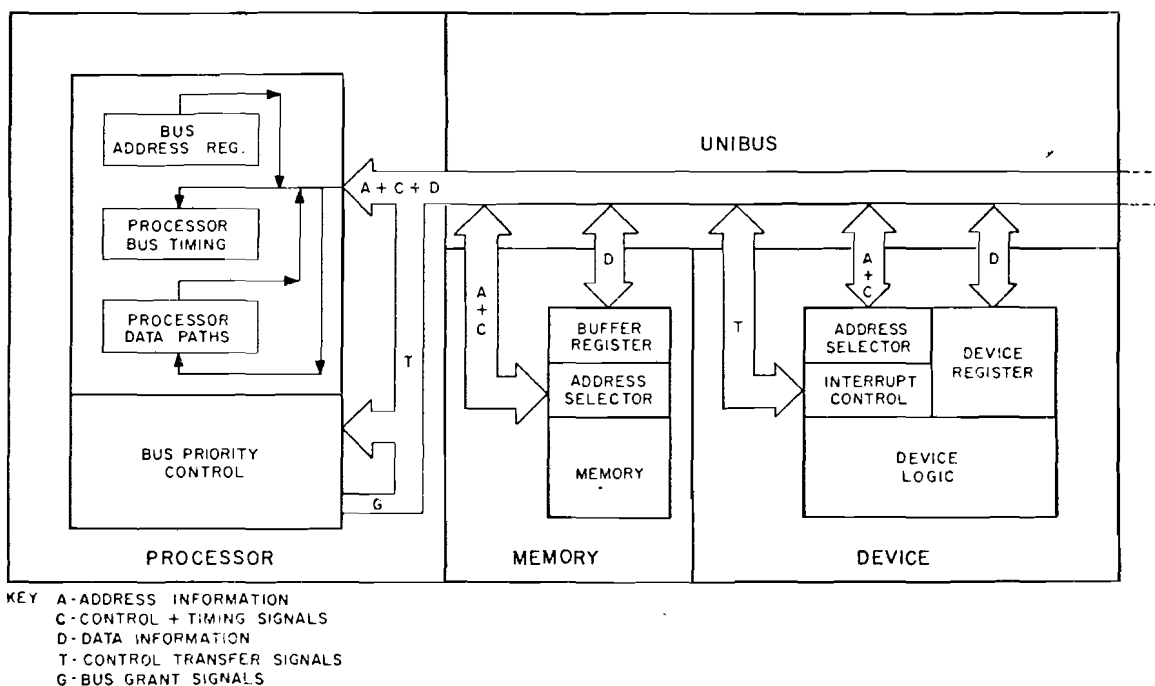 BUS
ADDRESS REG.
PROCESSOR
BUS TIMING
PROCESSOR
DATA PATHS
BUS PRIORITY
CONTROL
A + C + D
T
G
PROCESSOR
UNIBUS
A + C
D
BUFFER
REGISTER
ADDRESS
SELECTOR
MEMORY
MEMORY
T
A + C
D
ADDRESS
SELECTOR
INTERRUPT
CONTROL
DEVICE
REGISTER
DEVICE
LOGIC
DEVICE
KEY A-ADDRESS INFORMATION
C-CONTROL + TIMING SIGNALS
D-DATA INFORMATION
T-CONTROL TRANSFER SIGNALS
G-BUS GRANT SIGNALS